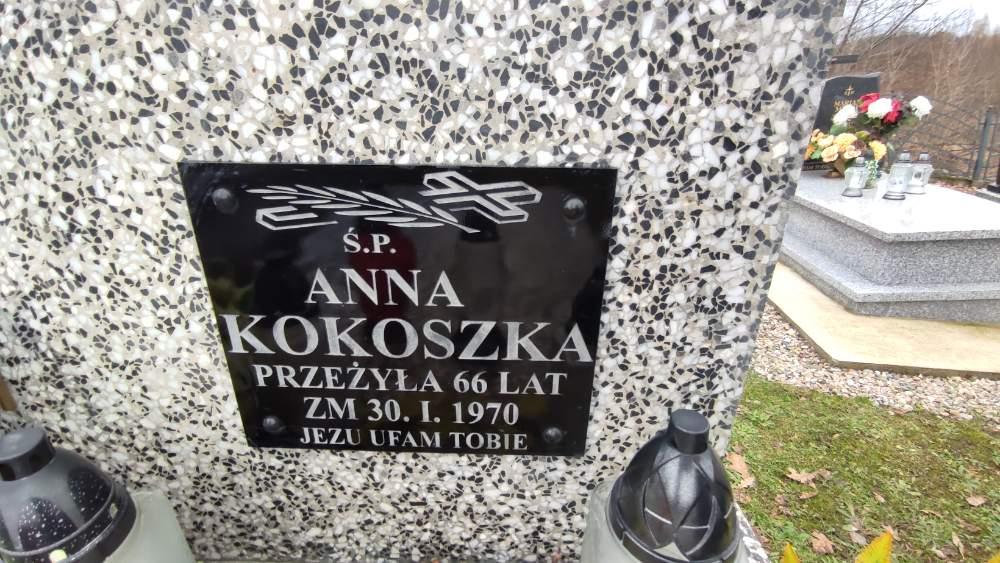 Ś.P.
ANNA
KOKOSZKA
PRZEŻYŁA 66 LAT
ZM 30. I. 1970
JEZU UFAM TOBIE